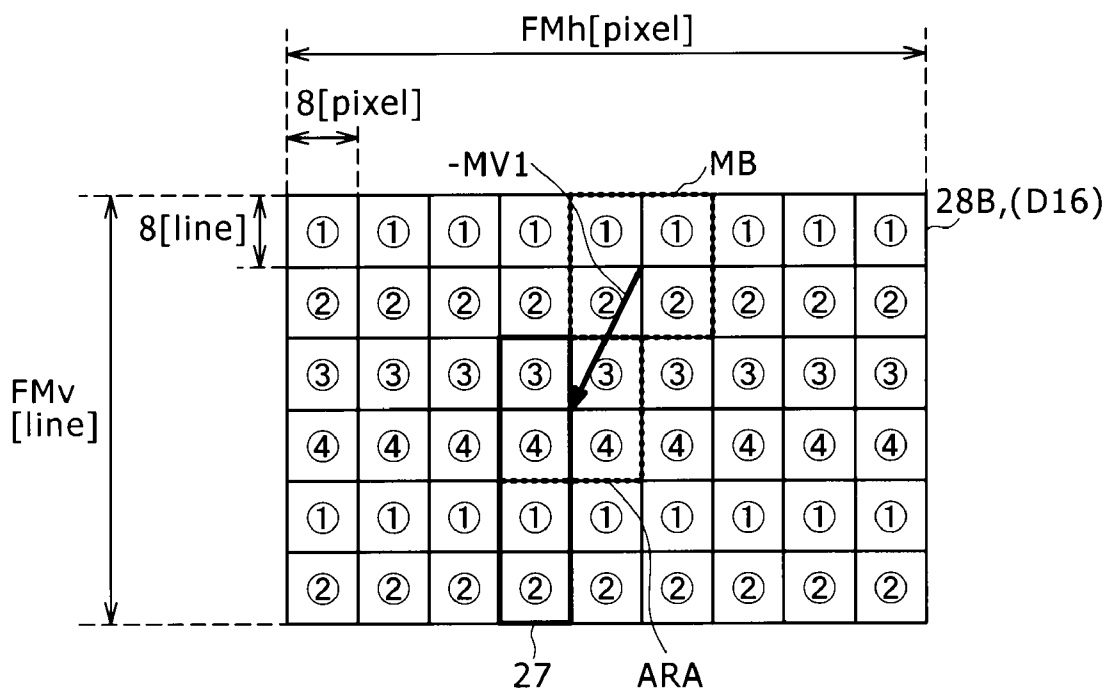 FMh[pixel]
8[pixel]
-MV1
MB
28B,(D16)
8[line]
① ① ① ① ① ① ① ① ①
② ② ② ② ② ② ② ② ②
③ ③ ③ ③ ③ ③ ③ ③ ③
FMv
[line]
④ ④ ④ ④ ④ ④ ④ ④ ④
① ① ① ① ① ① ① ① ①
② ② ② ② ② ② ② ② ②
27
ARA